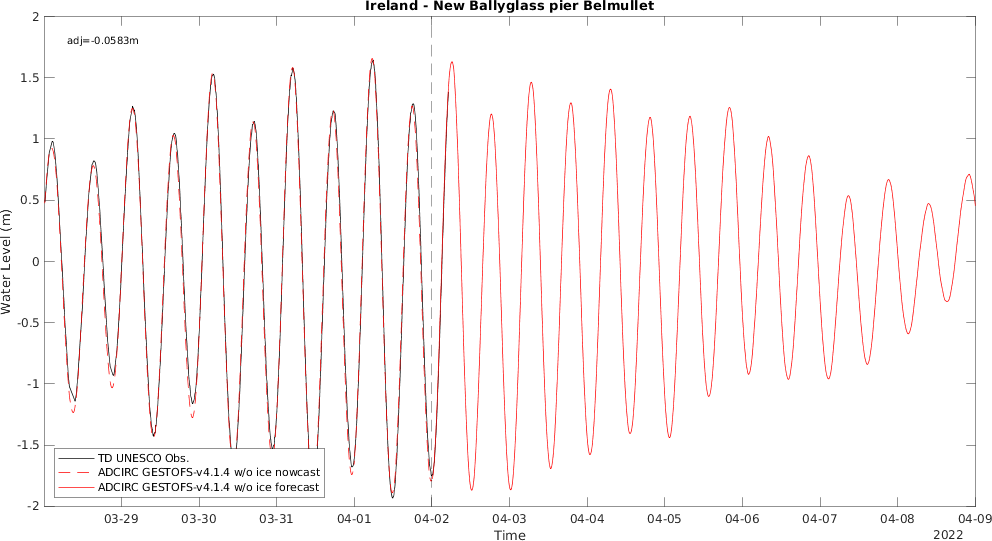 Ireland - New Ballyglass pier Belmullet
adj=-0.0583m
Water Level (m)
2
1.5
1
0.5
0
-0.5
-1
-1.5
-2
TD UNESCO Obs.
ADCIRC GESTOFS-v4.1.4 w/o ice nowcast
ADCIRC GESTOFS-v4.1.4 w/o ice forecast
03-29 03-30 03-31 04-01 04-02 04-03 04-04 04-05 04-06 04-07 04-08 04-09
Time
2022